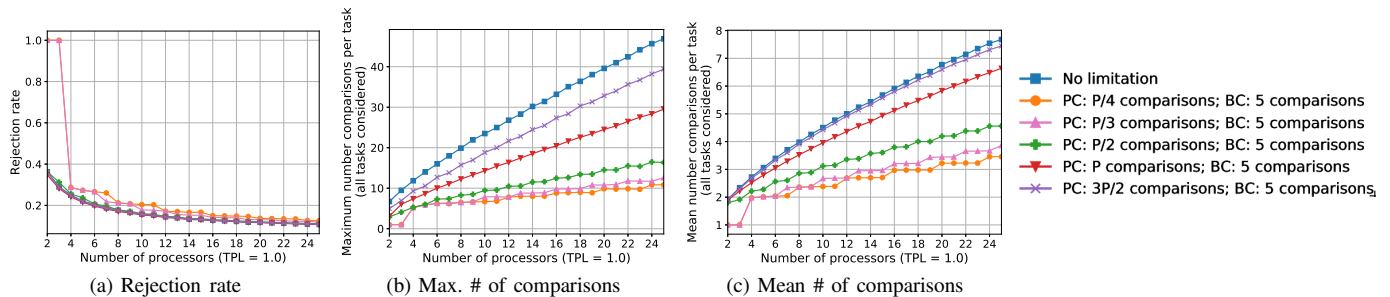 Rejection rate
1.0
0.8
0.6
0.4
0.2
2 4 6 8 10 12 14 16 18 20 22 24
Number of processors (TPL = 1.0)
(a) Rejection rate
Maximum number comparisons per task
(all tasks considered)
40
30
20
10
0
2 4 6 8 10 12 14 16 18 20 22 24
Number of processors (TPL = 1.0)
(b) Max. # of comparisons
Mean number comparisons per task
(all tasks considered)
8
7
6
5
4
3
2
1
2 4 6 8 10 12 14 16 18 20 22 24
Number of processors (TPL = 1.0)
(c) Mean # of comparisons
No limitation
PC: P/4 comparisons; BC: 5 comparisons
PC: P/3 comparisons; BC: 5 comparisons
PC: P/2 comparisons; BC: 5 comparisons
PC: P comparisons; BC: 5 comparisons
PC: 3P/2 comparisons; BC: 5 comparisons